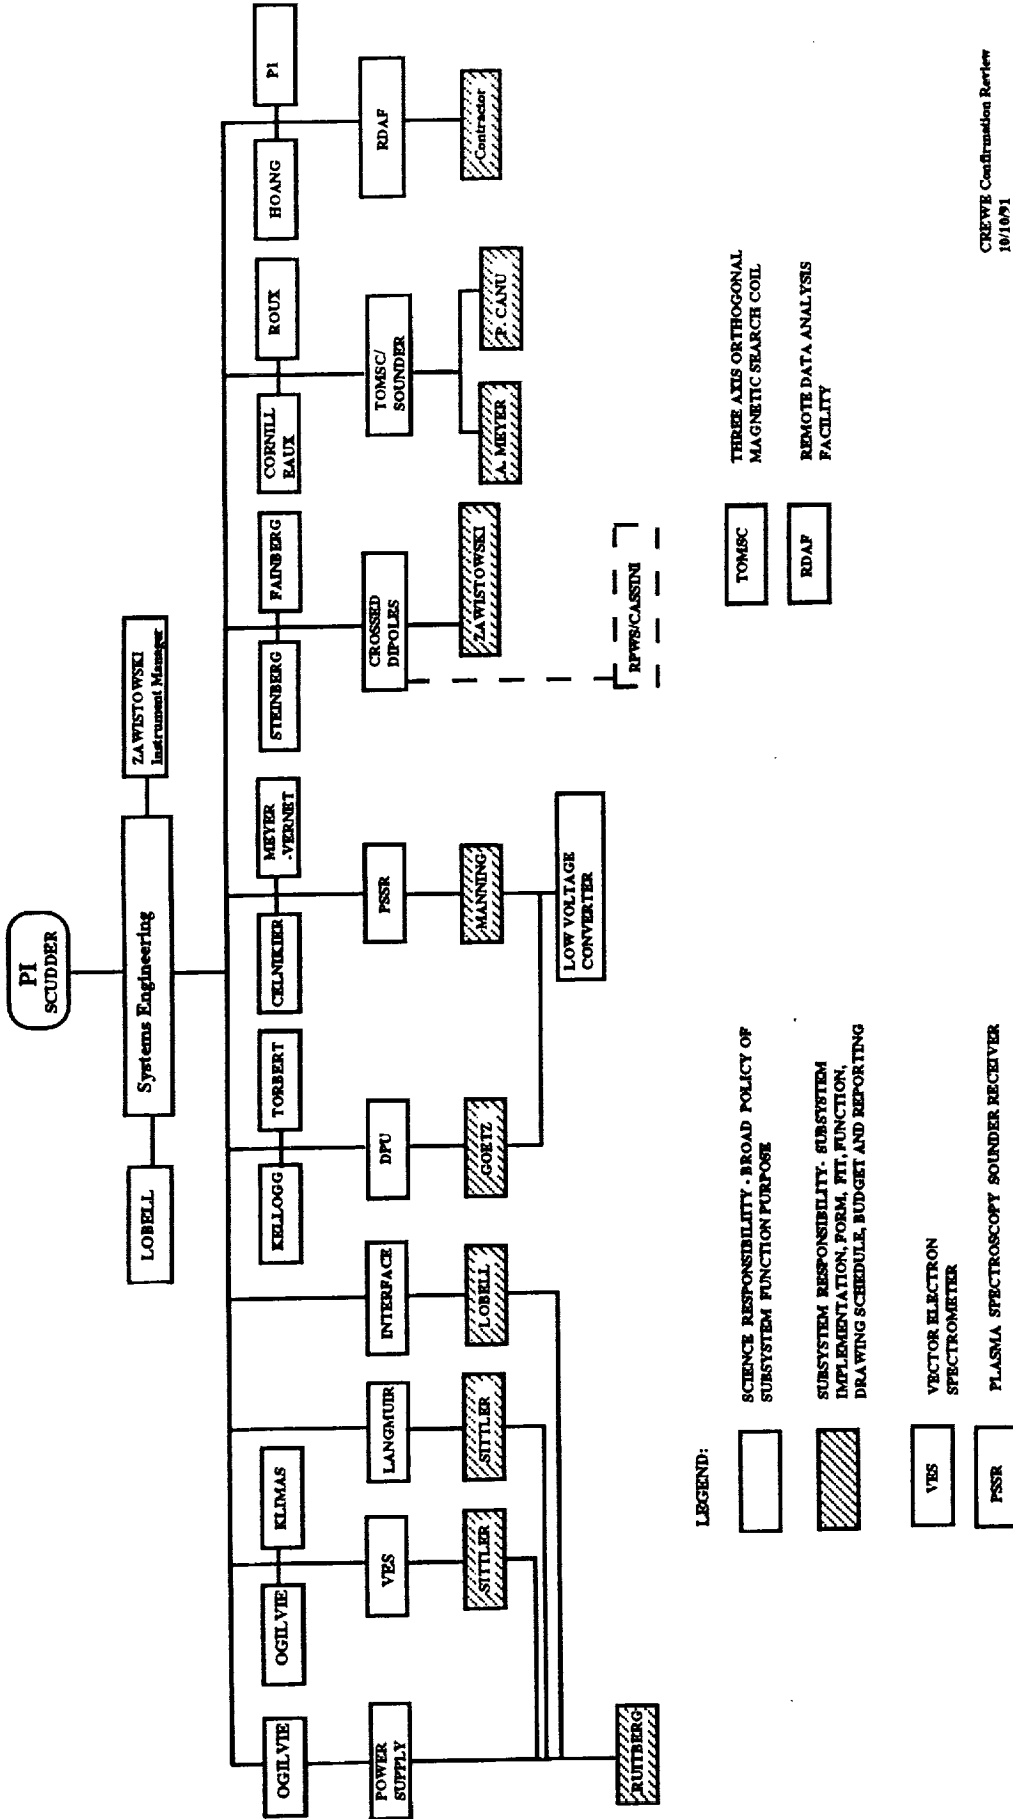 PI
SCUDDER
LOBELL
Systems Engineering
ZAWISTOWSKI
Instrument Manager
OGILVIE
OGILVIE
KLIMAS
KELLOGG
TORBERT
CELNIKIER
MEYER
-VERNET
STEINBERG
FAINBERG
CORNILL
EAUX
ROUX
HOANG
PI
POWER
SUPPLY
VES
LANGMUIR
INTERFACE
DPU
PSSR
CROSSED
DIPOLES
TOMSC/
SOUNDER
RDAF
SITTLER
SITTLER
LOBELL
GOETZ
MANNING
ZAWISTOWSKI
A. MEYER
P. CANU
Contractor
LOW VOLTAGE
CONVERTER
RUITBERG
RPWS/CASSINI
LEGEND:
SCIENCE RESPONSIBILITY - BROAD POLICY OF
SUBSYSTEM FUNCTION PURPOSE
SUBSYSTEM RESPONSIBILITY - SUBSYSTEM
IMPLEMENTATION, FORM, FIT, FUNCTION,
DRAWING SCHEDULE, BUDGET AND REPORTING
VES
VECTOR ELECTRON
SPECTROMETER
PSSR
PLASMA SPECTROSCOPY SOUNDER RECEIVER
TOMSC
THREE AXIS ORTHOGONAL
MAGNETIC SEARCH COIL
RDAF
REMOTE DATA ANALYSIS
FACILITY
CREWE Confirmation Review
10/10/91